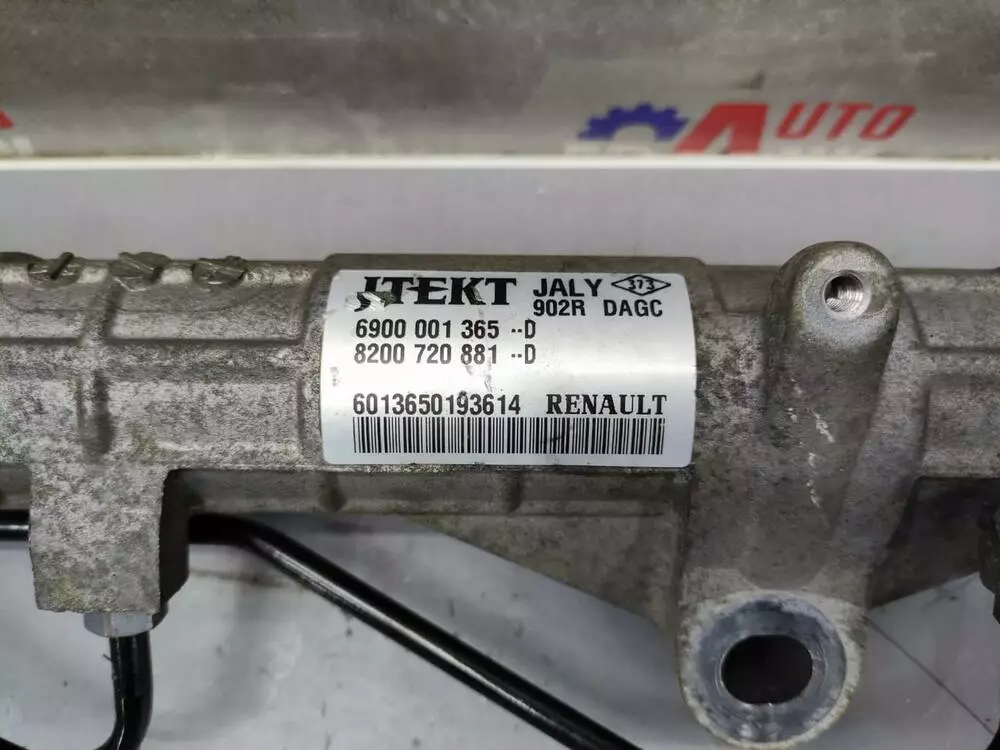 AUTO
JTEKT JALY 373
902R DAGC
6900 001 365 --D
8200 720 881 --D
6013650193614 RENAULT